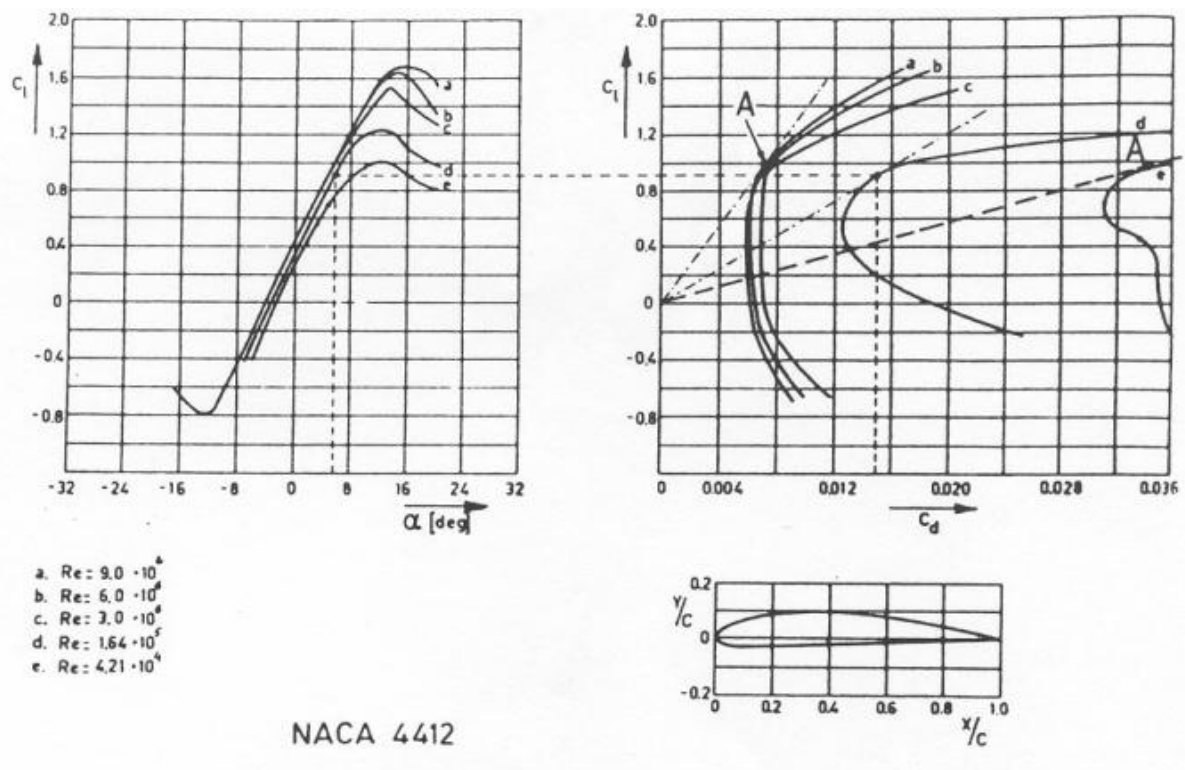 2.0
1.6
1.2
0.8
0.4
0
-0.4
-0.8
Cl
-32 -24 -16 -8 0 8 16 24 32
α [deg]
a
b
c
d
e
2.0
1.6
1.2
0.8
0.4
0
-0.4
-0.8
Cl
A
a
b
c
d
A
e
0 0.004 0.012 0.020 0.028 0.036
Cd
a. Re= 9,0 ·10⁶
b. Re= 6,0 ·10⁶
c. Re= 3,0 ·10⁶
d. Re= 1,64 ·10⁵
e. Re= 4,21 ·10⁴
0.2
Y/C
0
-0.2
0 0.2 0.4 0.6 0.8 1.0
X/C
NACA 4412